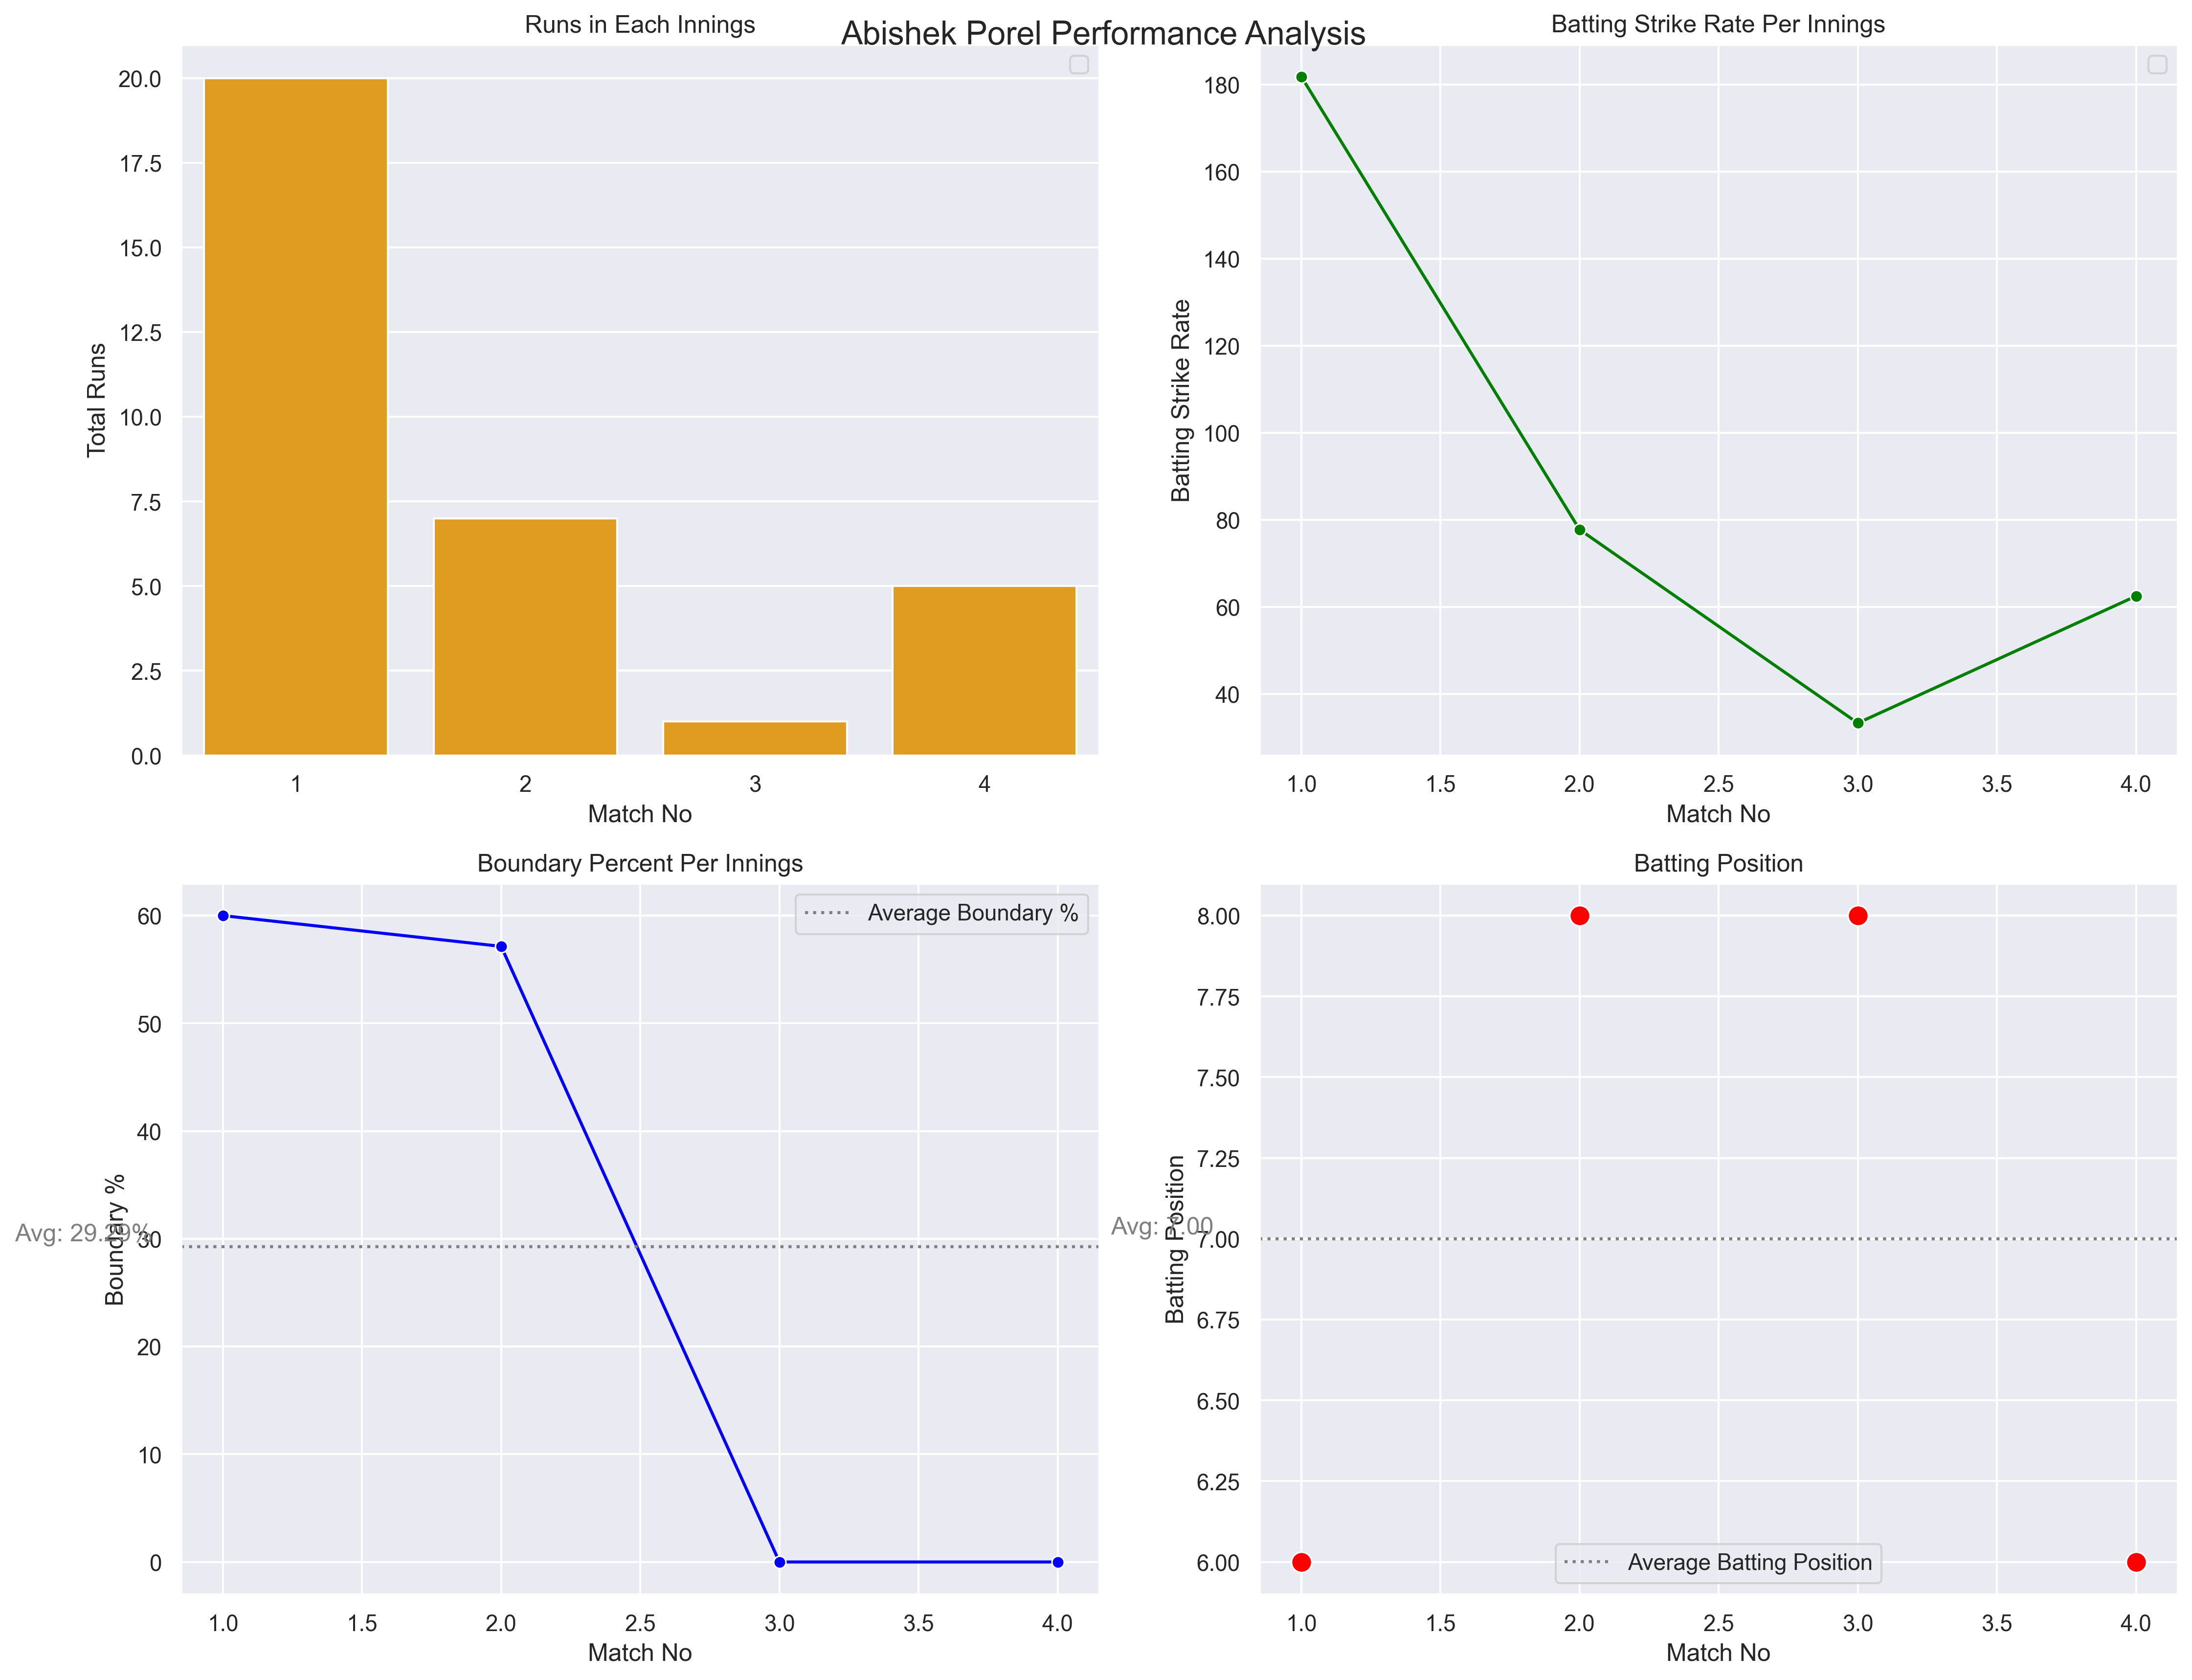 Abishek Porel Performance Analysis
Runs in Each Innings
Total Runs
20.0
17.5
15.0
12.5
10.0
7.5
5.0
2.5
0.0
1 2 3 4
Match No
Batting Strike Rate Per Innings
Batting Strike Rate
180
160
140
120
100
80
60
40
1.0 1.5 2.0 2.5 3.0 3.5 4.0
Match No
Boundary Percent Per Innings
Average Boundary %
Boundary %
60
50
40
30
20
10
0
Avg: 29.29%
1.0 1.5 2.0 2.5 3.0 3.5 4.0
Match No
Batting Position
Batting Position
8.00
7.75
7.50
7.25
7.00
6.75
6.50
6.25
6.00
Avg: 7.00
Average Batting Position
1.0 1.5 2.0 2.5 3.0 3.5 4.0
Match No